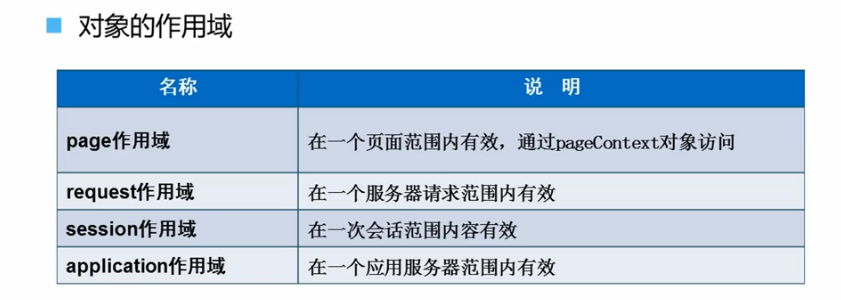 对象的作用域
名称 说 明
page作用域 在一个页面范围内有效，通过pageContext对象访问
request作用域 在一个服务器请求范围内有效
session作用域 在一次会话范围内容有效
application作用域 在一个应用服务器范围内有效